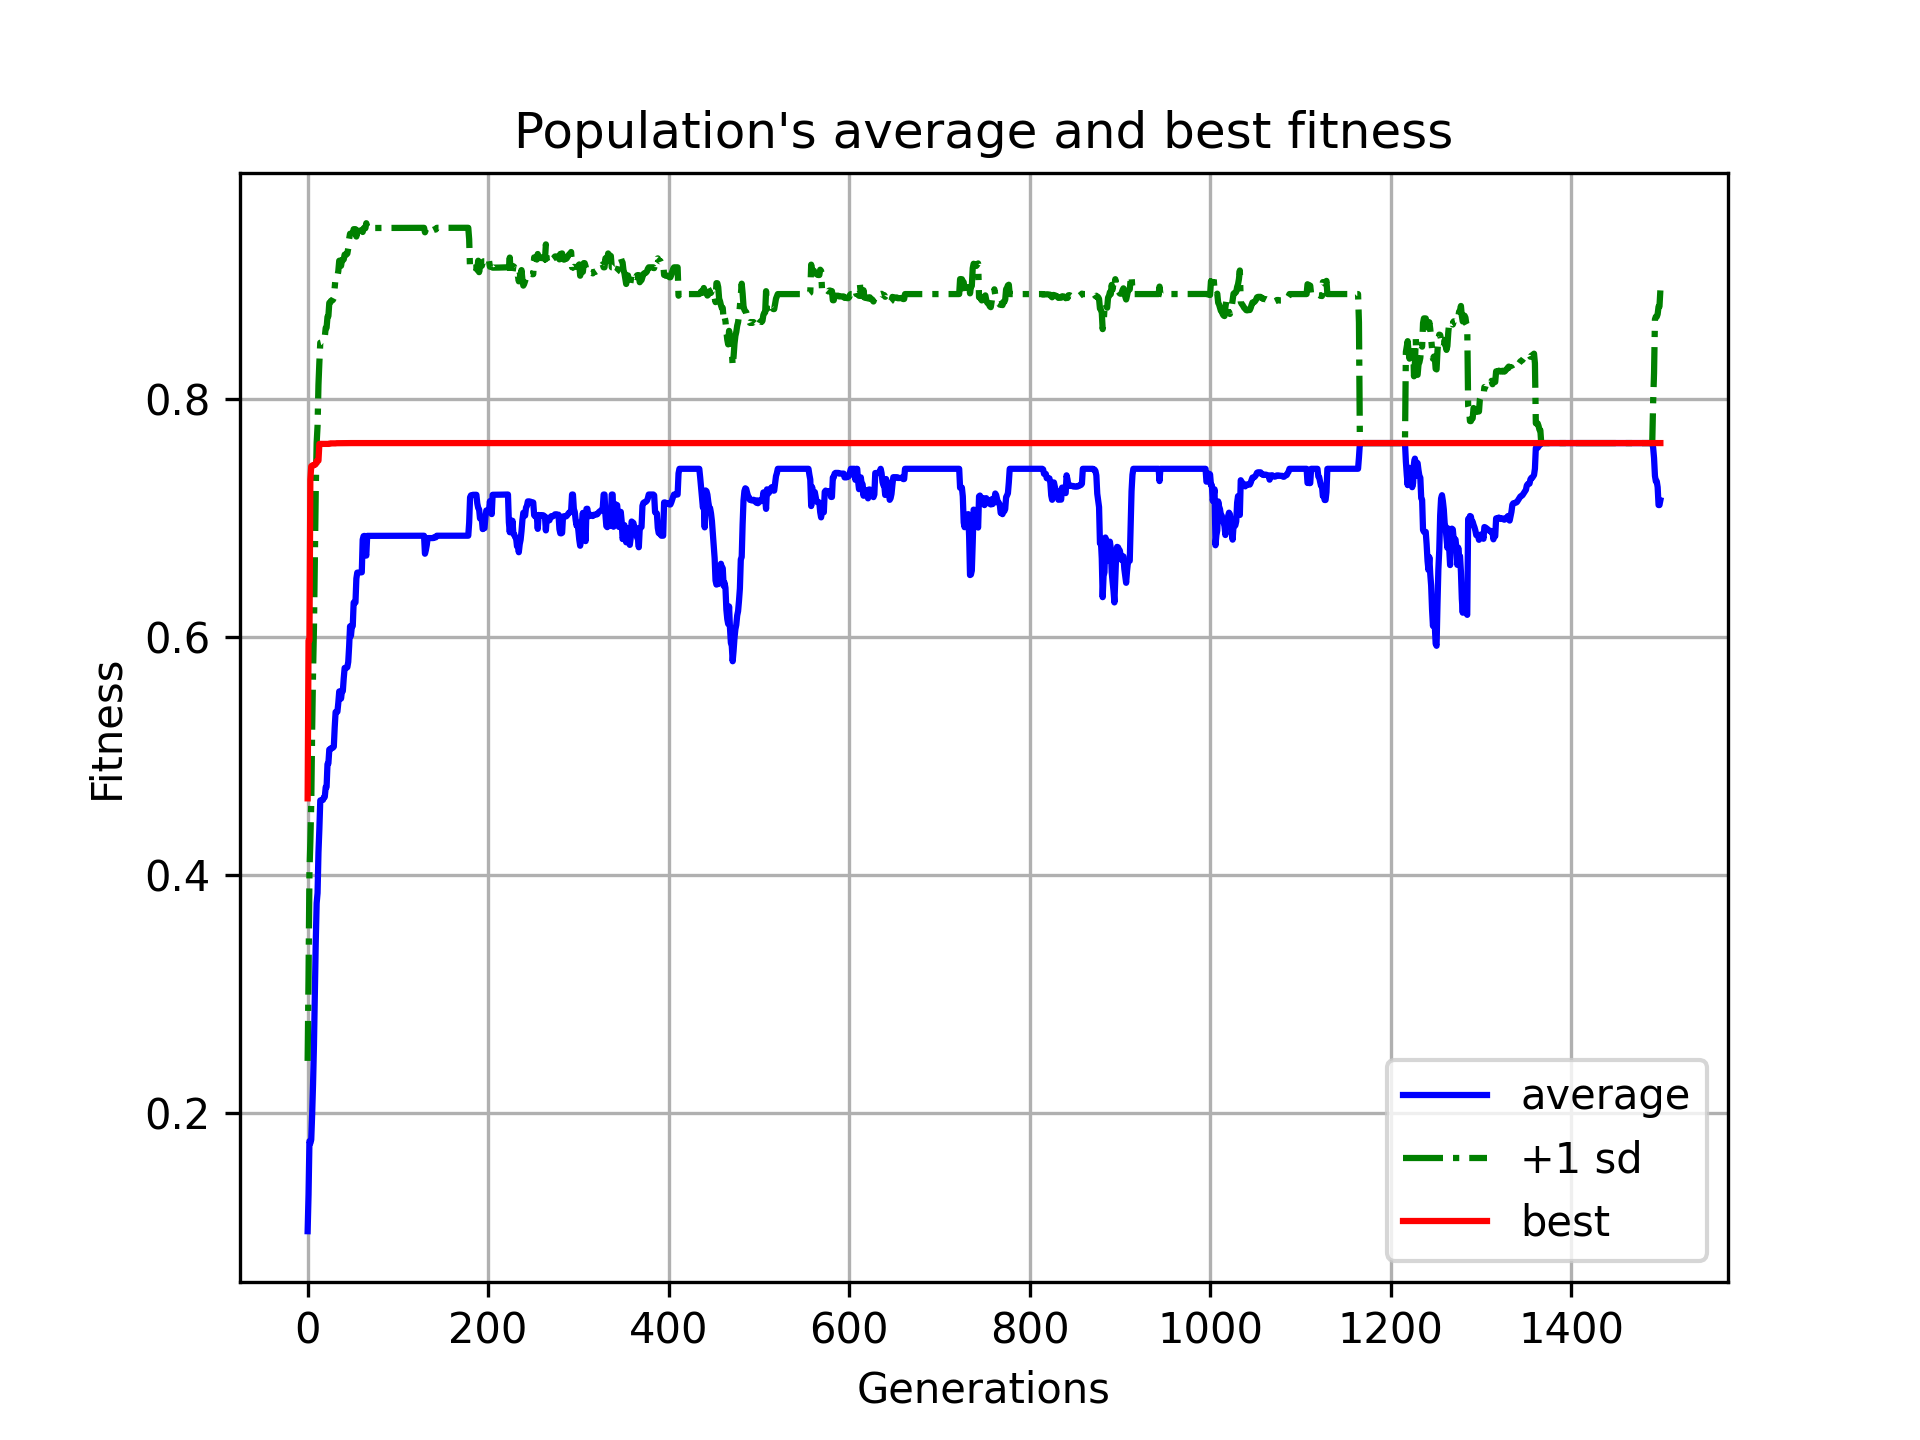 Population's average and best fitness
Fitness
0.8
0.6
0.4
0.2
0 200 400 600 800 1000 1200 1400
Generations
average
+1 sd
best